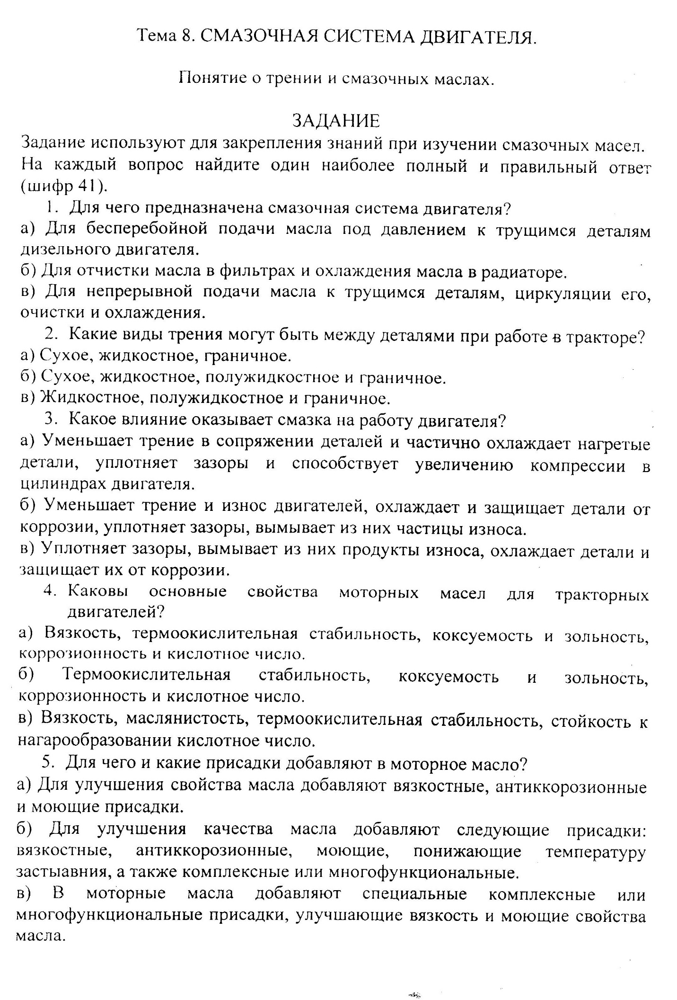 Тема 8. СМАЗОЧНАЯ СИСТЕМА ДВИГАТЕЛЯ.
Понятие о трении и смазочных маслах.
ЗАДАНИЕ
Задание используют для закрепления знаний при изучении смазочных масел.
На каждый вопрос найдите один наиболее полный и правильный ответ
(шифр 41).
1. Для чего предназначена смазочная система двигателя?
а) Для бесперебойной подачи масла под давлением к трущимся деталям
дизельного двигателя.
б) Для отчистки масла в фильтрах и охлаждения масла в радиаторе.
в) Для непрерывной подачи масла к трущимся деталям, циркуляции его,
очистки и охлаждения.
2. Какие виды трения могут быть между деталями при работе в тракторе?
а) Сухое, жидкостное, граничное.
б) Сухое, жидкостное, полужидкостное и граничное.
в) Жидкостное, полужидкостное и граничное.
3. Какое влияние оказывает смазка на работу двигателя?
а) Уменьшает трение в сопряжении деталей и частично охлаждает нагретые
детали, уплотняет зазоры и способствует увеличению компрессии в
цилиндрах двигателя.
б) Уменьшает трение и износ двигателей, охлаждает и защищает детали от
коррозии, уплотняет зазоры, вымывает из них частицы износа.
в) Уплотняет зазоры, вымывает из них продукты износа, охлаждает детали и
защищает их от коррозии.
4. Каковы основные свойства моторных масел для тракторных
двигателей?
а) Вязкость, термоокислительная стабильность, коксуемость и зольность,
коррозионность и кислотное число.
б) Термоокислительная стабильность, коксуемость и зольность,
коррозионность и кислотное число.
в) Вязкость, маслянистость, термоокислительная стабильность, стойкость к
нагарообразовании кислотное число.
5. Для чего и какие присадки добавляют в моторное масло?
а) Для улучшения свойства масла добавляют вязкостные, антиккорозионные
и моющие присадки.
б) Для улучшения качества масла добавляют следующие присадки:
вязкостные, антиккорозионные, моющие, понижающие температуру
застыавния, а также комплексные или многофункциональные.
в) В моторные масла добавляют специальные комплексные или
многофункциональные присадки, улучшающие вязкость и моющие свойства
масла.